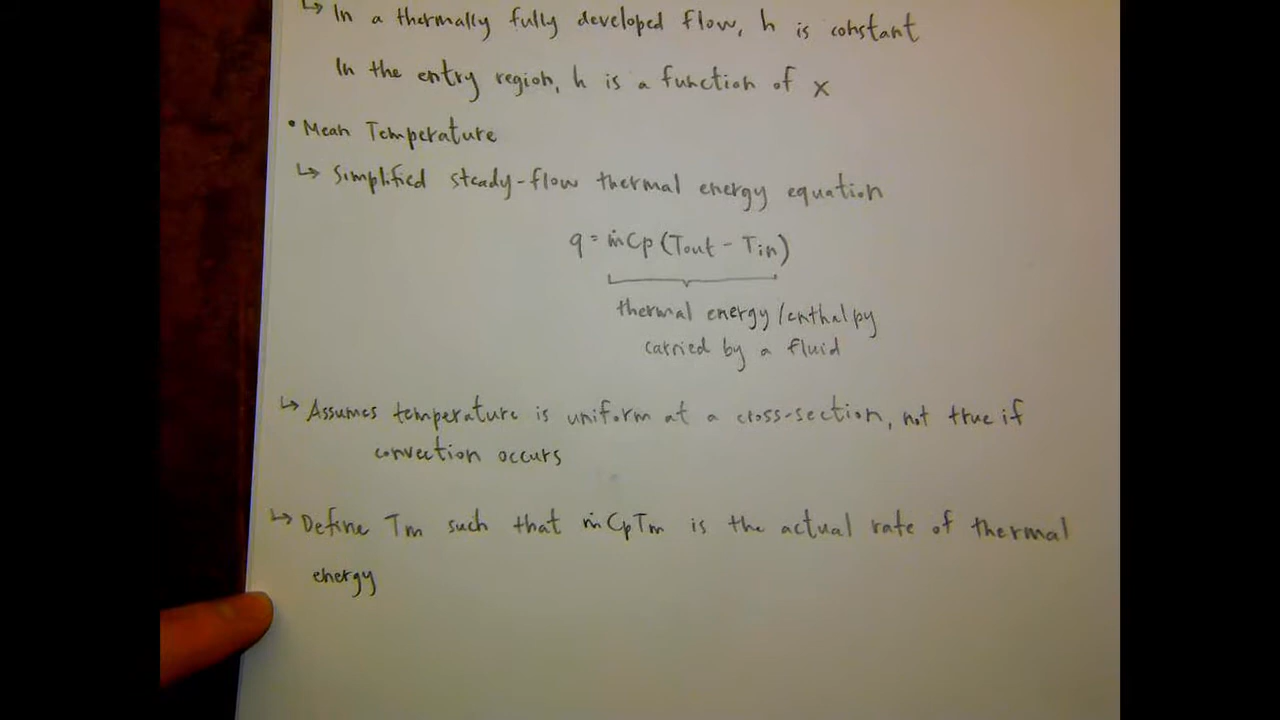 ↳ In a thermally fully developed flow, h is constant
In the entry region, h is a function of x
• Mean Temperature
↳ Simplified steady-flow thermal energy equation
q = ṁCp(Tout - Tin)
thermal energy/enthalpy
carried by a fluid
↳ Assumes temperature is uniform at a cross-section, not true if
convection occurs
↳ Define Tm such that ṁCpTm is the actual rate of thermal
energy